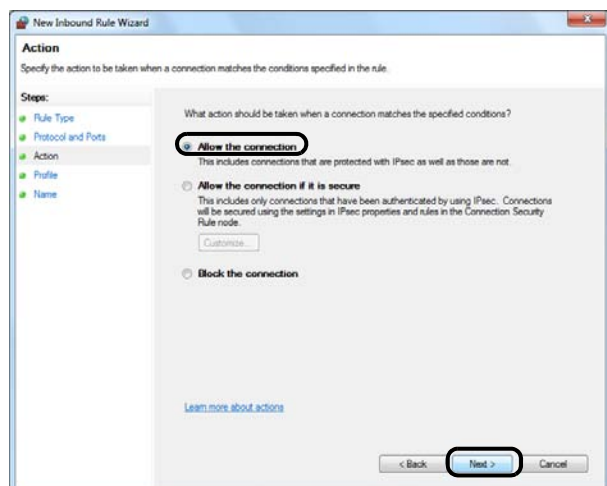 New Inbound Rule Wizard
Action
Specify the action to be taken when a connection matches the conditions specified in the rule.
Steps:
Rule Type
Protocol and Ports
Action
Profile
Name
What action should be taken when a connection matches the specified conditions?
Allow the connection
This includes connections that are protected with IPsec as well as those are not.
Allow the connection if it is secure
This includes only connections that have been authenticated by using IPsec. Connections
will be secured using the settings in IPsec properties and rules in the Connection Security
Rule node.
Customize...
Block the connection
Learn more about actions
< Back
Next >
Cancel